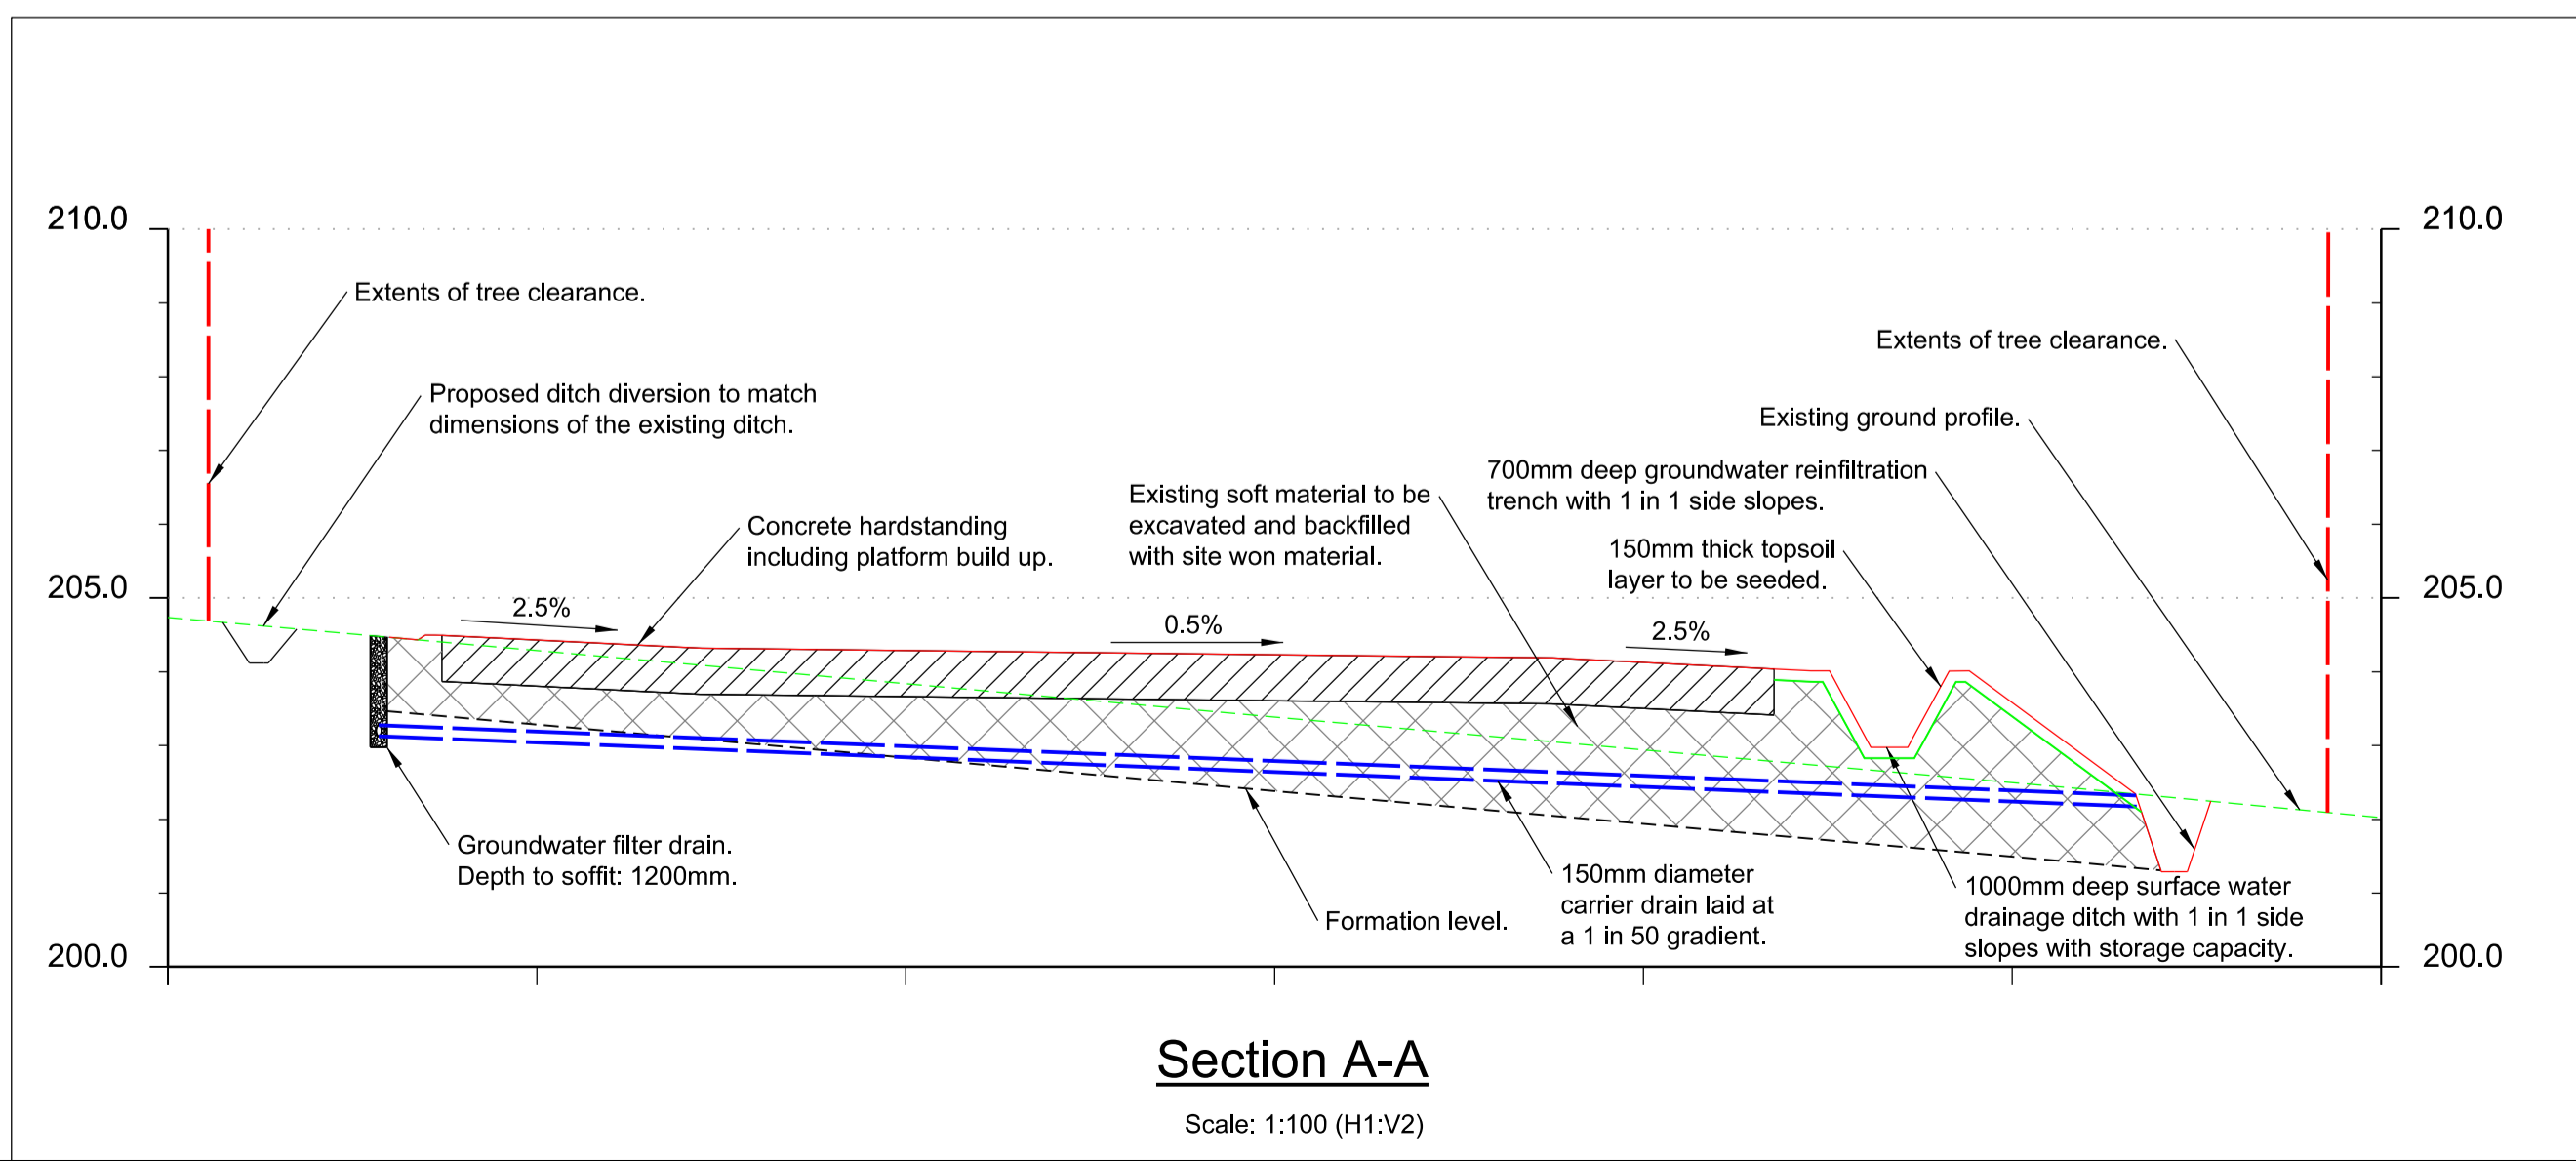 210.0
210.0
Extents of tree clearance.
Extents of tree clearance.
Proposed ditch diversion to match
dimensions of the existing ditch.
Existing ground profile.
700mm deep groundwater reinfiltration
trench with 1 in 1 side slopes.
Existing soft material to be
excavated and backfilled
with site won material.
Concrete hardstanding
including platform build up.
150mm thick topsoil
layer to be seeded.
205.0
205.0
2.5%
0.5%
2.5%
Groundwater filter drain.
Depth to soffit: 1200mm.
150mm diameter
carrier drain laid at
a 1 in 50 gradient.
1000mm deep surface water
drainage ditch with 1 in 1 side
slopes with storage capacity.
Formation level.
200.0
200.0
Section A-A
Scale: 1:100 (H1:V2)